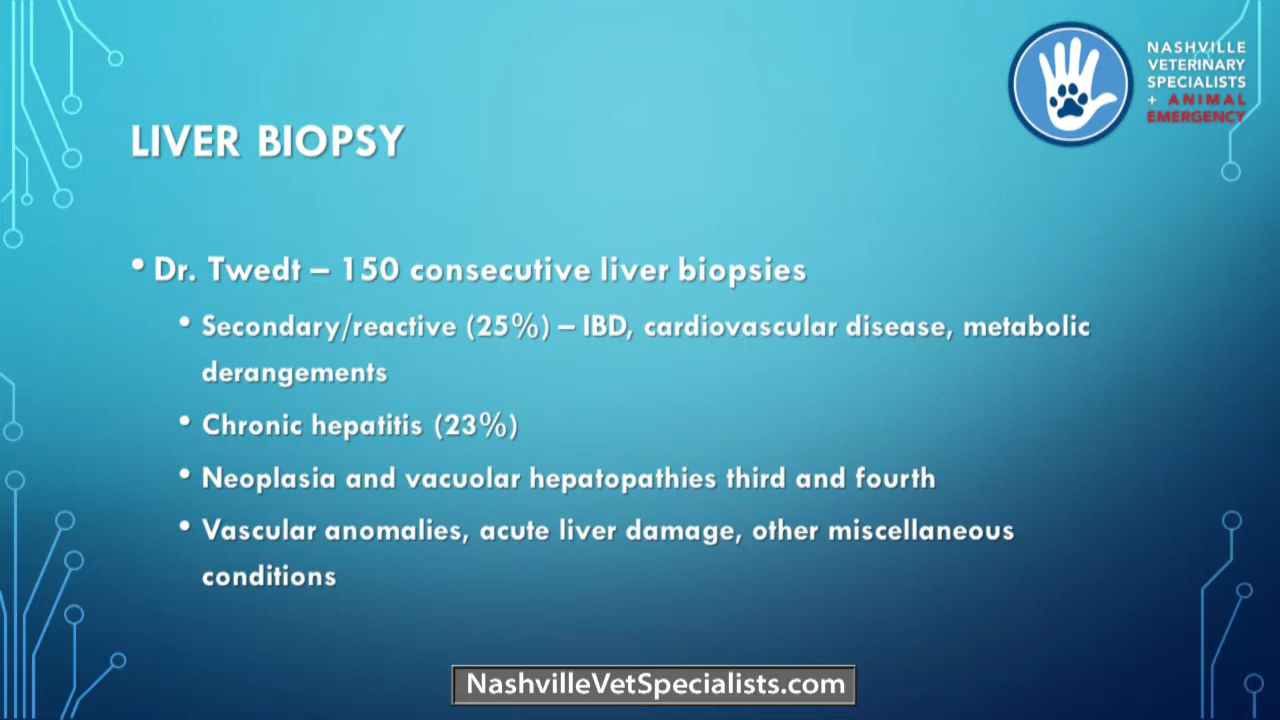 NASHVILLE
VETERINARY
SPECIALISTS
+ ANIMAL
EMERGENCY
LIVER BIOPSY
• Dr. Twedt – 150 consecutive liver biopsies
• Secondary/reactive (25%) – IBD, cardiovascular disease, metabolic
derangements
• Chronic hepatitis (23%)
• Neoplasia and vacuolar hepatopathies third and fourth
• Vascular anomalies, acute liver damage, other miscellaneous
conditions
NashvilleVetSpecialists.com